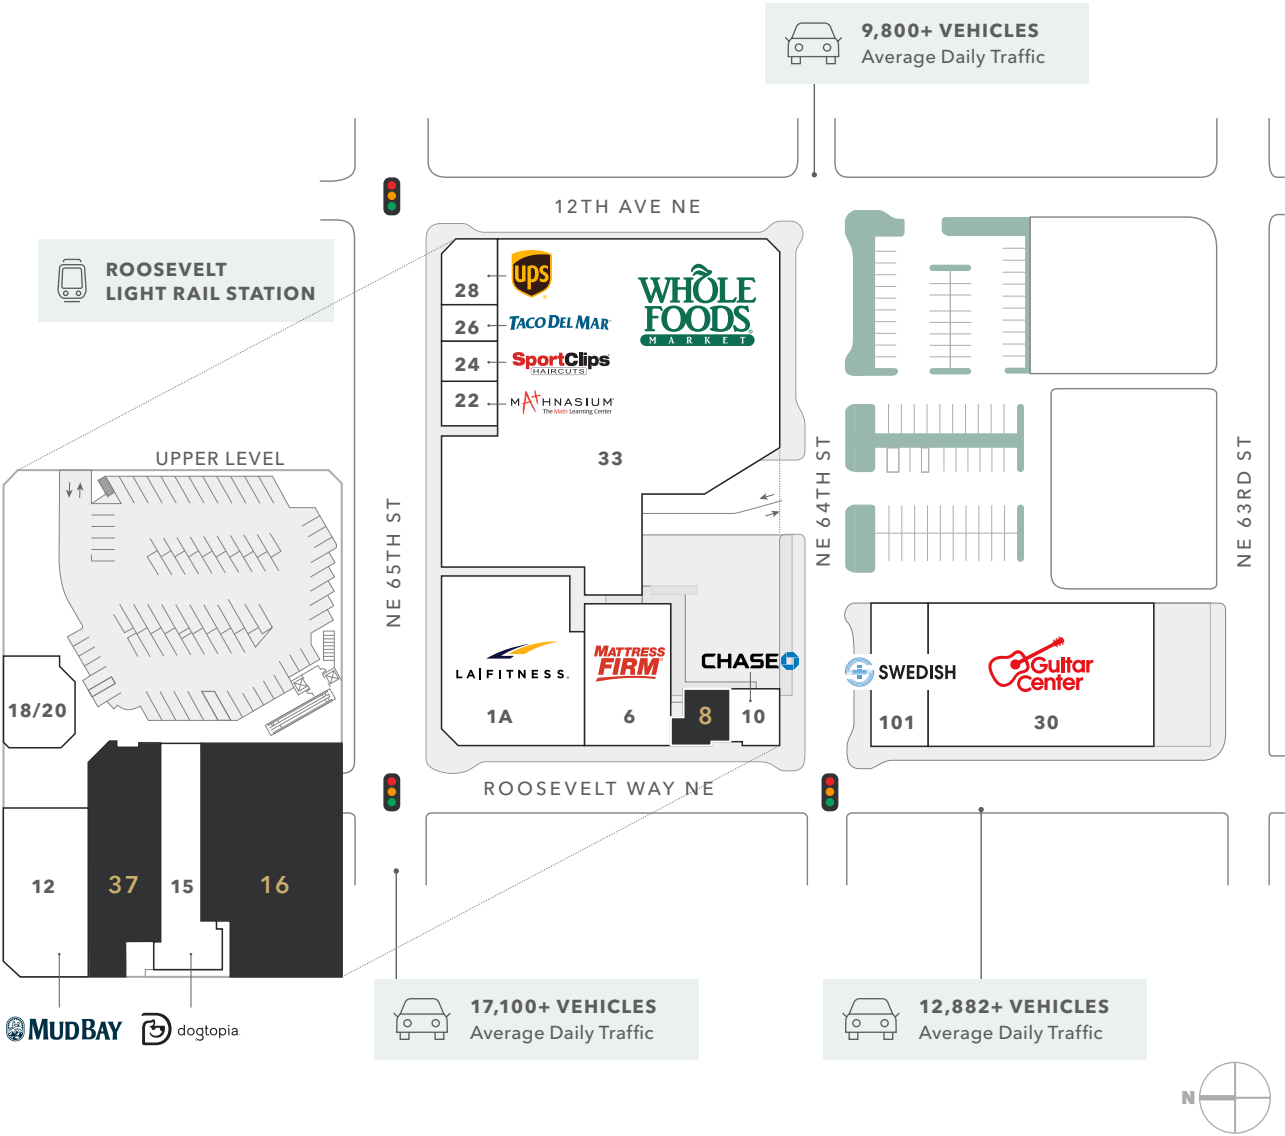 9,800+ VEHICLES
Average Daily Traffic
12TH AVE NE
ROOSEVELT
LIGHT RAIL STATION
28
ups
26
TACO DEL MAR
24
SportClips
HAIRCUTS
22
MATHNASIUM
The Math Learning Center
WHOLE
FOODS
MARKET
33
UPPER LEVEL
NE 65TH ST
NE 64TH ST
NE 63RD ST
LA FITNESS.
1A
MATTRESS
FIRM
6
8
CHASE
10
SWEDISH
101
Guitar
Center
30
18/20
ROOSEVELT WAY NE
12
37
15
16
MUD BAY
dogtopia
17,100+ VEHICLES
Average Daily Traffic
12,882+ VEHICLES
Average Daily Traffic
N